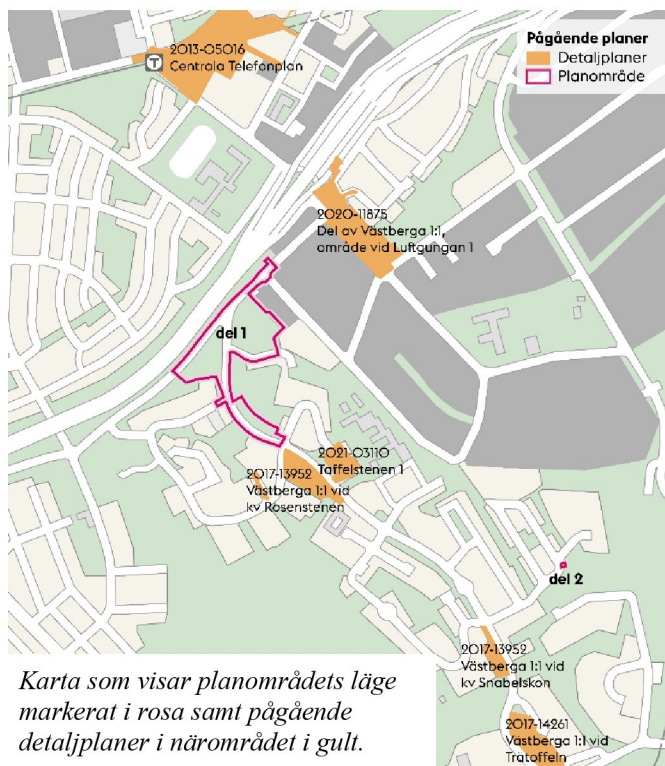 Pågående planer
Detaljplaner
Planområde
2013-05016
Centrala Telefonplan
T
2020-11875
Del av Västberga 1:1,
område vid Luftgungan 1
del 1
2021-03110
Taffelstenen 1
2017-13952
Västberga 1:1 vid
kv Rosenstenen
del 2
2017-13952
Västberga 1:1 vid
kv Snabelskon
2017-14261
Västberga 1:1 vid
Trätoffeln
Karta som visar planområdets läge
markerat i rosa samt pågående
detaljplaner i närområdet i gult.